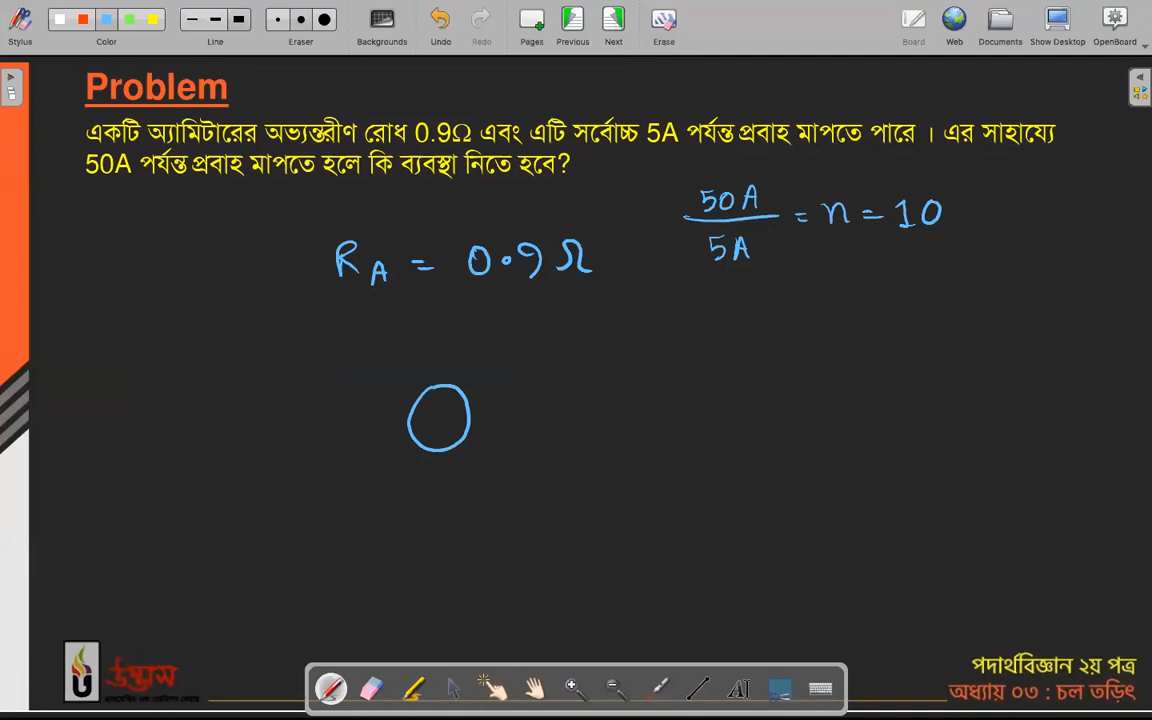 Stylus
Color
Line
Eraser
Backgrounds
Undo
Redo
Pages
Previous
Next
Erase
Board
Web
Documents
Show Desktop
OpenBoard
Problem
একটি অ্যামিটারের অভ্যন্তরীণ রোধ 0.9Ω এবং এটি সর্বোচ্চ 5A পর্যন্ত প্রবাহ মাপতে পারে । এর সাহায্যে
50A পর্যন্ত প্রবাহ মাপতে হলে কি ব্যবস্থা নিতে হবে?
50A
5A
= n = 10
R_A = 0.9 Ω
উদ্ভাস
পদার্থবিজ্ঞান ২য় পত্র
অধ্যায় ০৩ : চল তড়িৎ